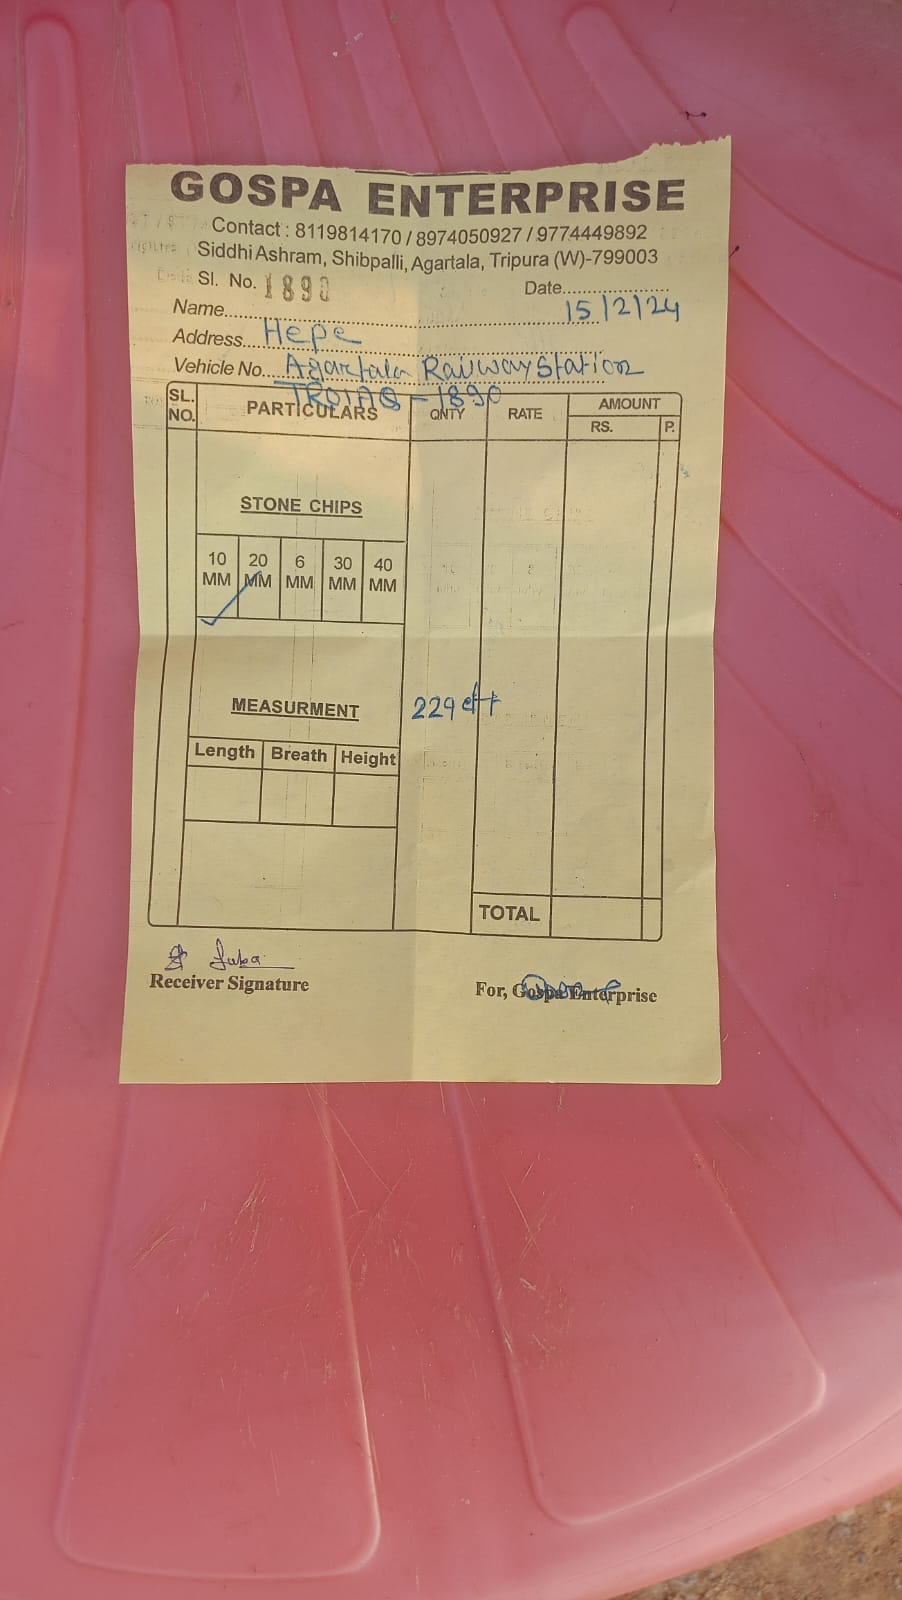 GOSPA ENTERPRISE
Contact : 8119814170 / 8974050927 / 9774449892
Siddhi Ashram, Shibpalli, Agartala, Tripura (W)-799003
Sl. No. 1890 Date..................
15/2/24
Name..................
Address.... Hepe
Vehicle No.... Agartala Railway Station
TR01AQ-1890
SL. NO. PARTICULARS QNTY RATE AMOUNT
RS. P.
STONE CHIPS
10 MM 20 MM 6 MM 30 MM 40 MM
MEASURMENT 229 cft
Length Breath Height
TOTAL
Receiver Signature
For, Gospa Enterprise